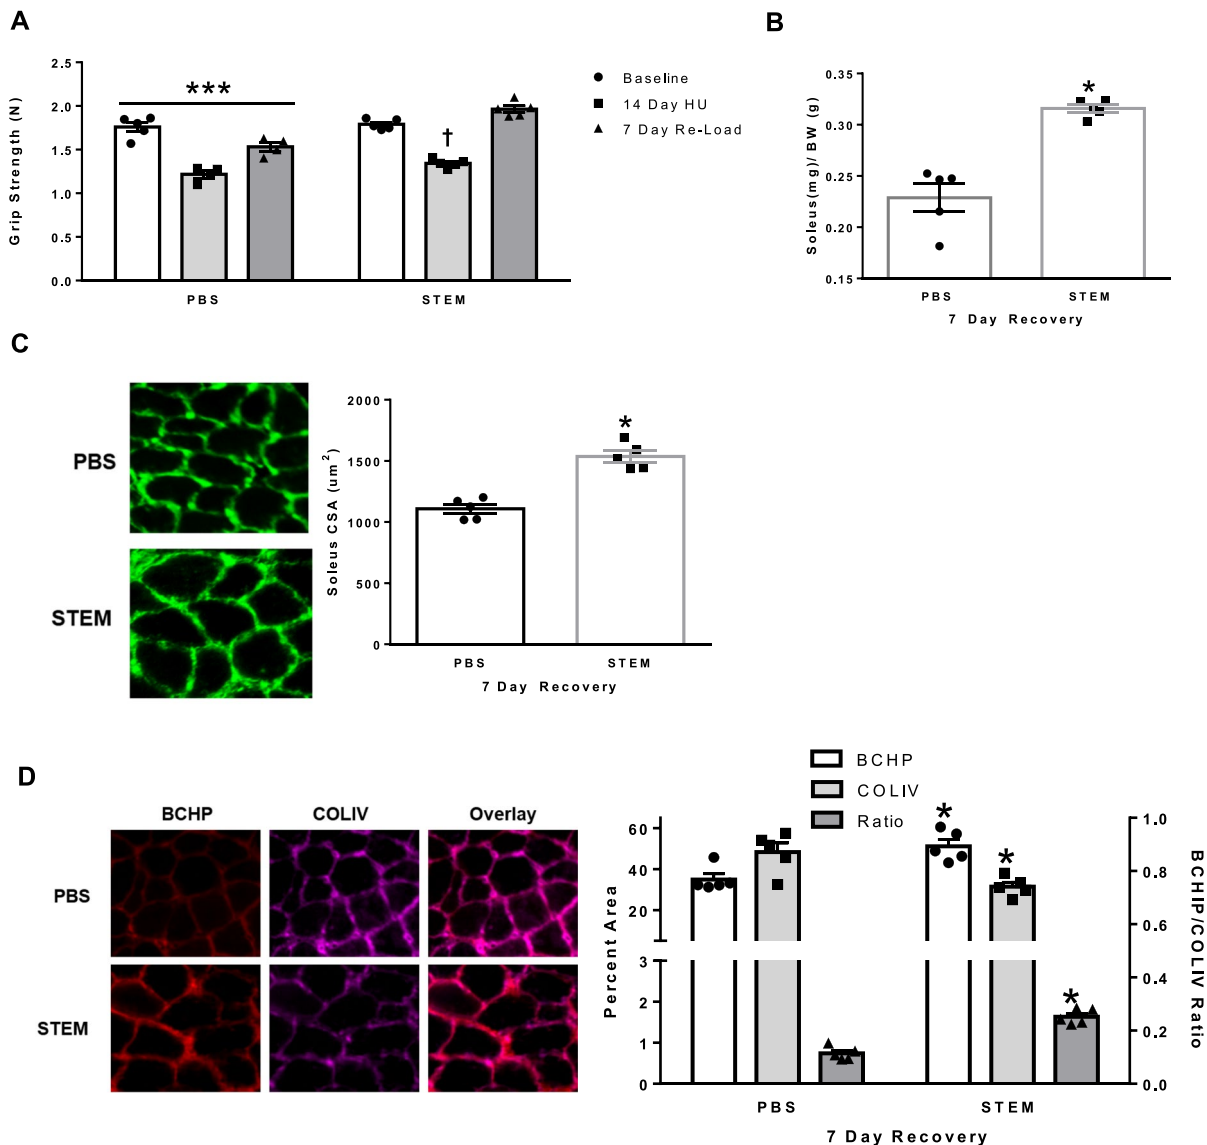 A
Grip Strength (N)
2.5
2.0
1.5
1.0
0.5
0.0
***
†
PBS
STEM
Baseline
14 Day HU
7 Day Re-Load
B
Soleus(mg)/ BW (g)
0.35
0.30
0.25
0.20
0.15
*
PBS
STEM
7 Day Recovery
C
PBS
STEM
Soleus CSA (um²)
2000
1500
1000
500
0
*
PBS
STEM
7 Day Recovery
D
BCHP
COLIV
Overlay
PBS
STEM
BCHP
COLIV
Ratio
Percent Area
60
40
20
3
2
1
0
*
*
*
1.0
0.8
0.6
0.4
0.2
0.0
BCHIP/COLIV Ratio
PBS
STEM
7 Day Recovery